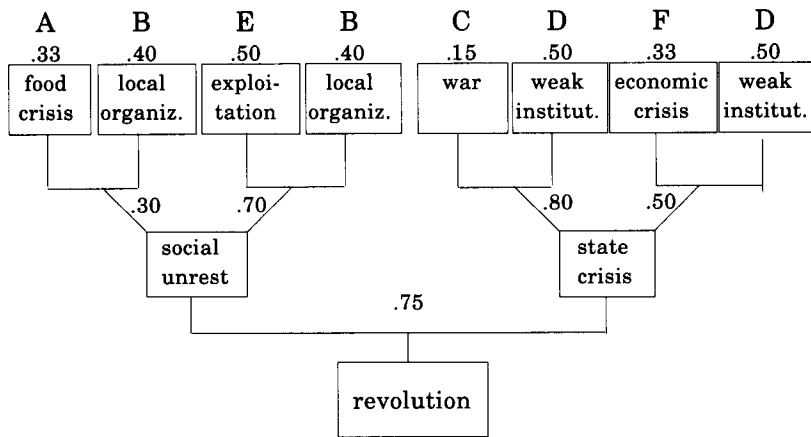 A B E B C D F D
.33 .40 .50 .40 .15 .50 .33 .50
food local exploi- local war weak economic weak
crisis organiz. tation organiz. institut. crisis institut.
.30 .70 .80 .50
social state
unrest crisis
.75
revolution